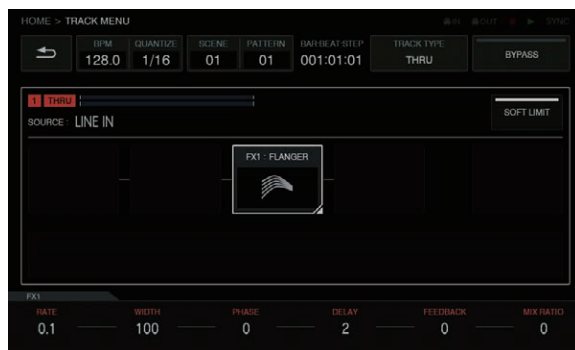 HOME > TRACK MENU
IN OUT SYNC
BPM QUANTIZE SCENE PATTERN BAR:BEAT:STEP TRACK TYPE
128.0 1/16 01 01 001:01:01 THRU BYPASS
1 THRU
SOURCE : LINE IN
SOFT LIMIT
FX1 : FLANGER
FX1
RATE WIDTH PHASE DELAY FEEDBACK MIX RATIO
0.1 100 0 2 0 0